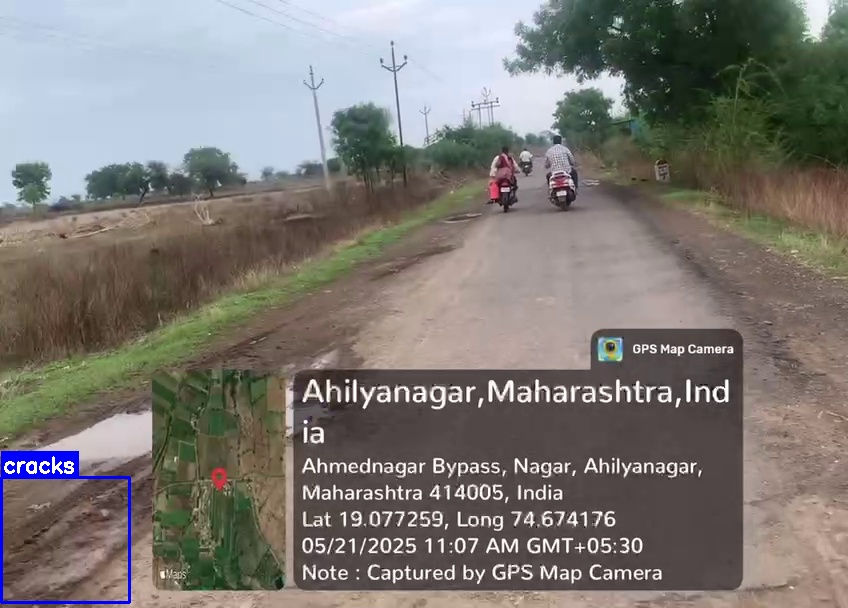 GPS Map Camera
Ahilyanagar,Maharashtra,Ind
ia
Ahmednagar Bypass, Nagar, Ahilyanagar,
Maharashtra 414005, India
Lat 19.077259, Long 74.674176
05/21/2025 11:07 AM GMT+05:30
Note : Captured by GPS Map Camera
cracks
Maps